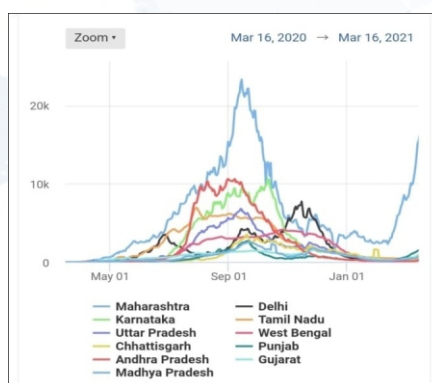 Zoom ▾ Mar 16, 2020 → Mar 16, 2021
20k
10k
0
May 01 Sep 01 Jan 01
Maharashtra Delhi
Karnataka Tamil Nadu
Uttar Pradesh West Bengal
Chhattisgarh Punjab
Andhra Pradesh Gujarat
Madhya Pradesh